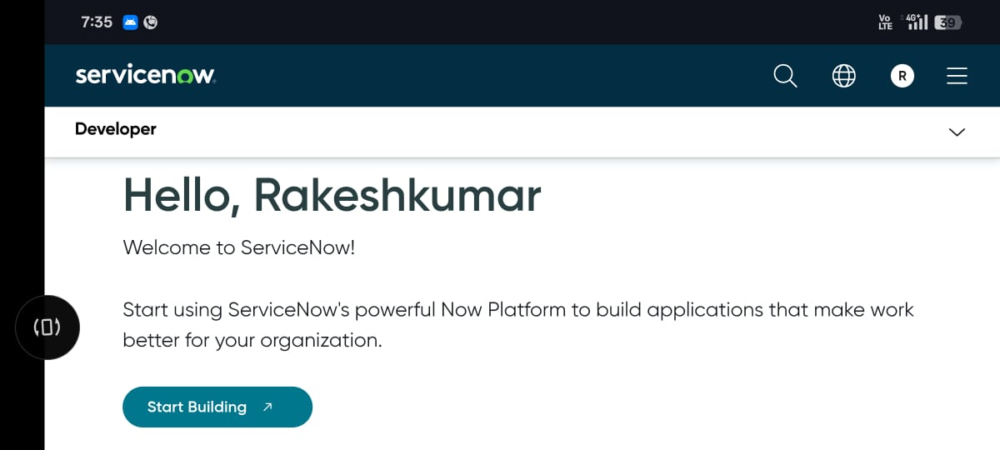 7:35
Vo
LTE
4G+
39
servicenow
R
Developer
Hello, Rakeshkumar
Welcome to ServiceNow!
Start using ServiceNow's powerful Now Platform to build applications that make work
better for your organization.
Start Building